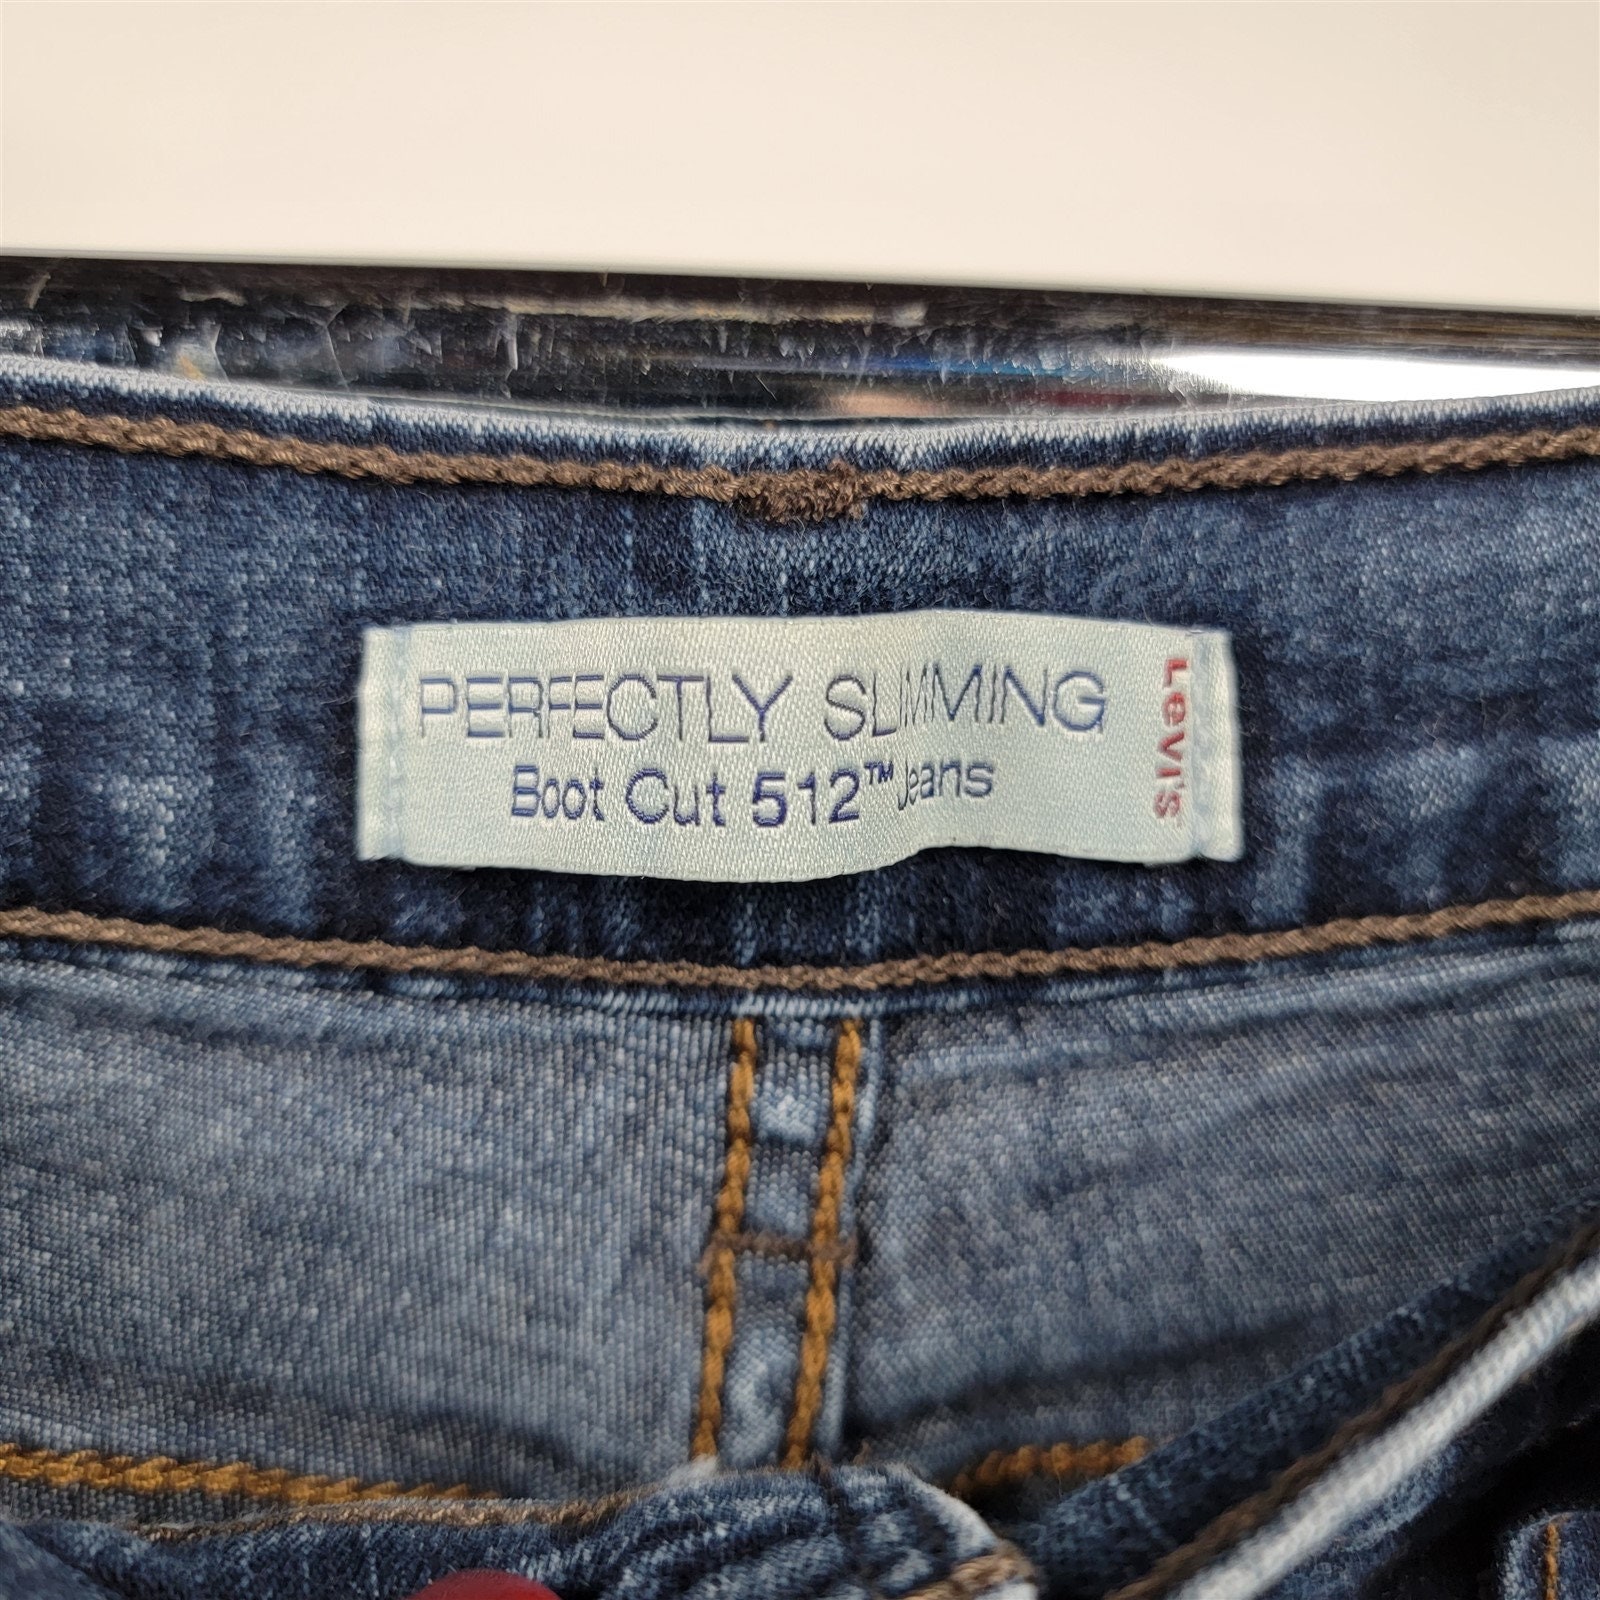 PERFECTLY SLIMMING
Boot Cut 512™ Jeans
Levi's